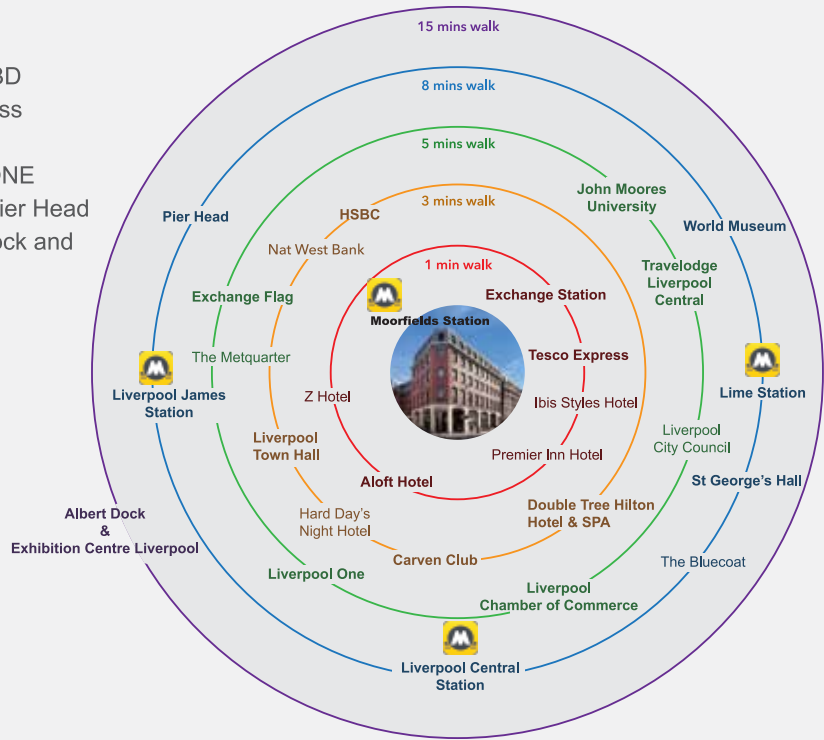 15 mins walk
BD
ss
ONE
Pier Head
ock and
8 mins walk
5 mins walk
3 mins walk
1 min walk
John Moores
University
HSBC
Pier Head
World Museum
Nat West Bank
Travelodge
Liverpool
Central
Exchange Flag
Exchange Station
Moorfields Station
The Metquarter
Tesco Express
Liverpool James
Station
Lime Station
Z Hotel
Ibis Styles Hotel
Liverpool
Town Hall
Liverpool
City Council
Premier Inn Hotel
Aloft Hotel
St George's Hall
Albert Dock
&
Exhibition Centre Liverpool
Hard Day's
Night Hotel
Double Tree Hilton
Hotel & SPA
Carven Club
The Bluecoat
Liverpool One
Liverpool
Chamber of Commerce
Liverpool Central
Station